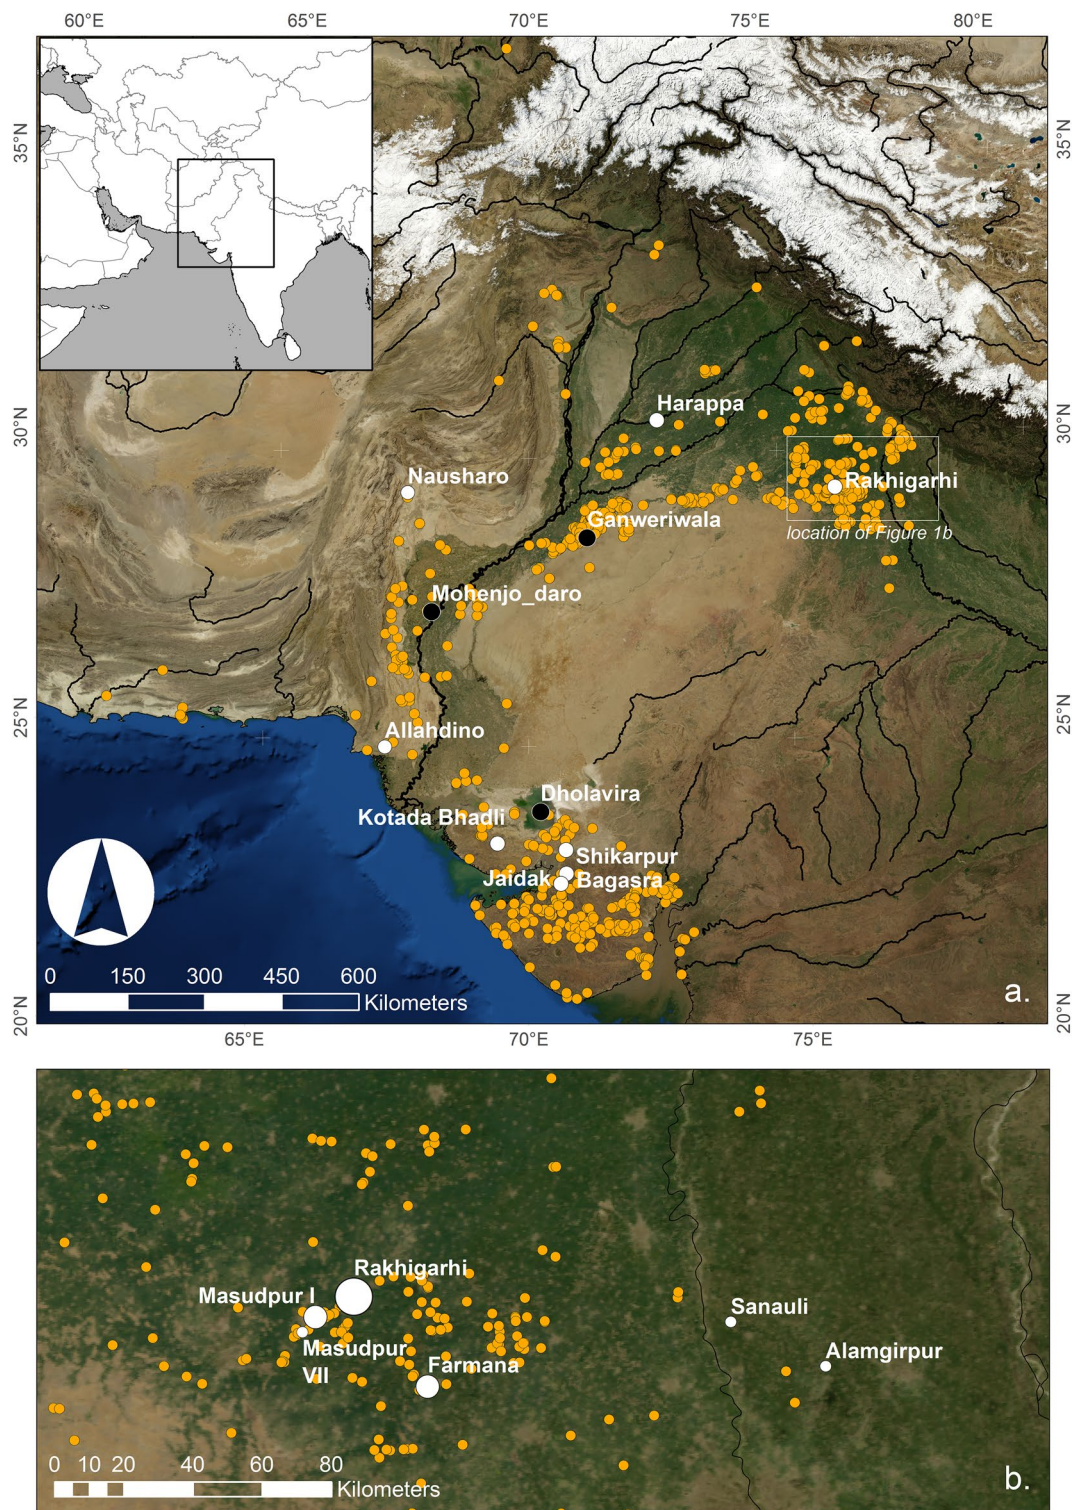 60°E 65°E 70°E 75°E 80°E
35°N
35°N
Harappa
30°N
30°N
Nausharo
Rakhigarhi
Ganweriwala
location of Figure 1b
Mohenjo_daro
25°N
25°N
Allahdino
Dholavira
Kotada Bhadli
Shikarpur
Jaidak
Bagasra
0 150 300 450 600
Kilometers
a.
20°N
20°N
65°E 70°E 75°E
Rakhigarhi
Masudpur I
Sanauli
Masudpur
VII
Farmana
Alamgirpur
0 10 20 40 60 80
Kilometers
b.